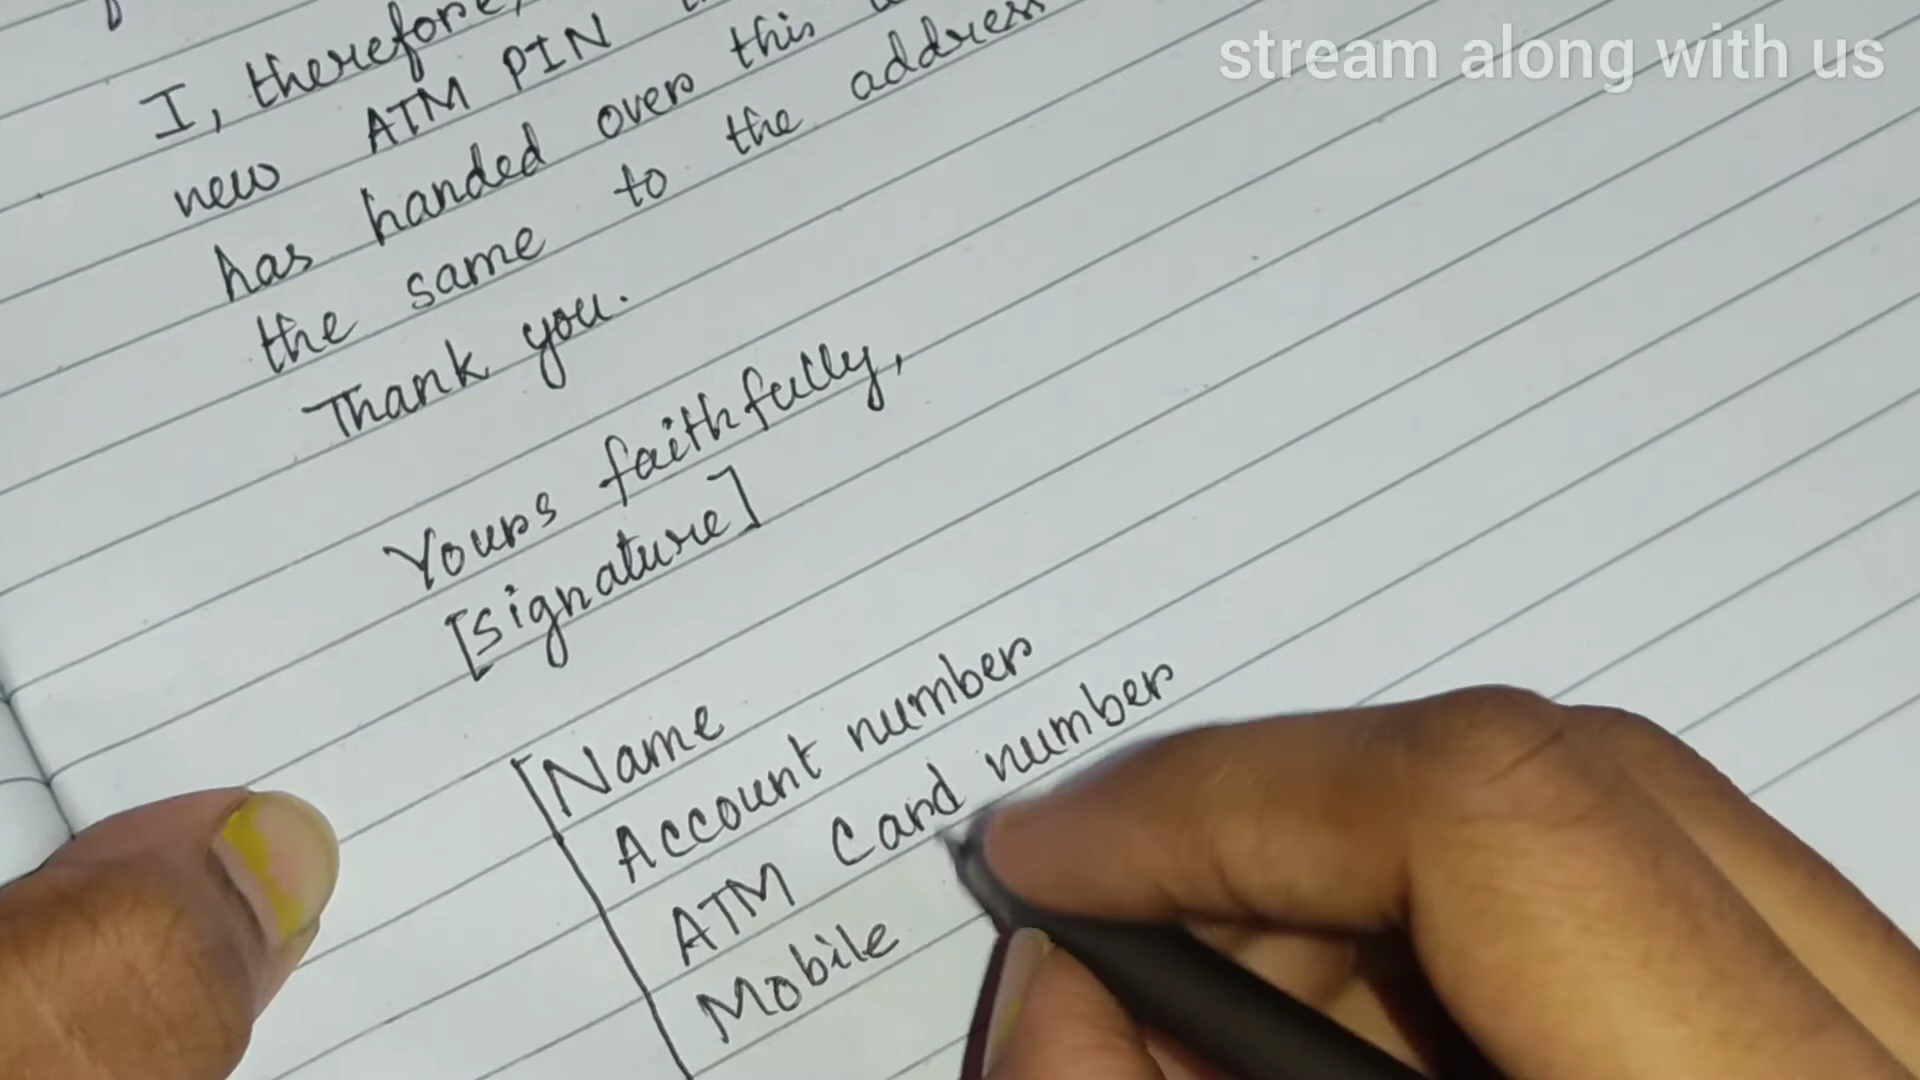 stream along with us
I, therefore,
new ATM PIN
has handed over this
the same to the address
Thank you.
Yours faithfully,
[signature]
[Name
Account number
ATM Card number
Mobile